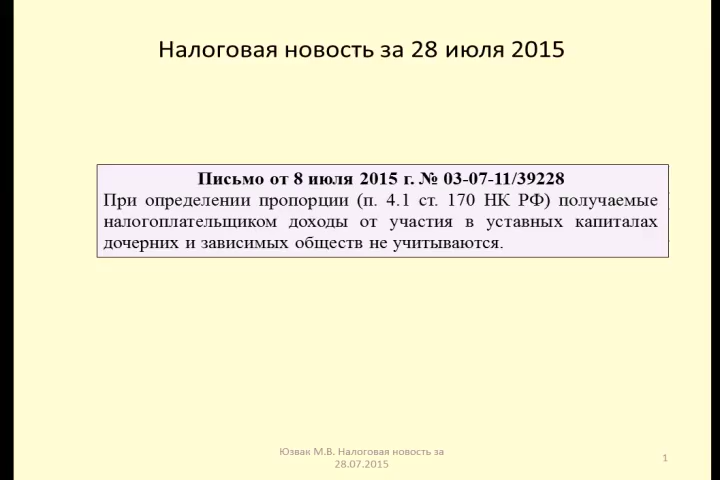 Налоговая новость за 28 июля 2015
Письмо от 8 июля 2015 г. № 03-07-11/39228
При определении пропорции (п. 4.1 ст. 170 НК РФ) получаемые
налогоплательщиком доходы от участия в уставных капиталах
дочерних и зависимых обществ не учитываются.
Юзвак М.В. Налоговая новость за
28.07.2015
1